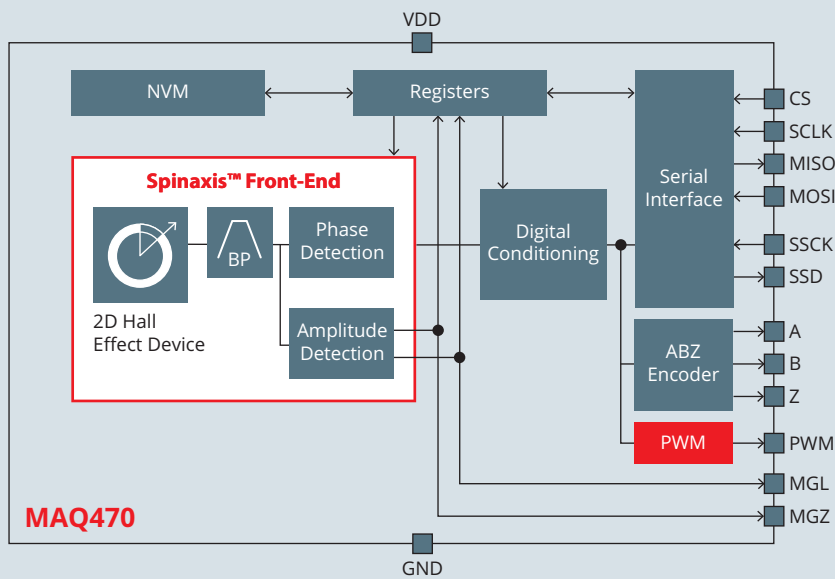 VDD
NVM
Registers
Serial
Interface
CS
SCLK
MISO
MOSI
SSCK
SSD
Spinaxis™ Front-End
BP
Phase
Detection
Digital
Conditioning
2D Hall
Effect Device
Amplitude
Detection
ABZ
Encoder
A
B
Z
PWM
PWM
MGL
MGZ
MAQ470
GND